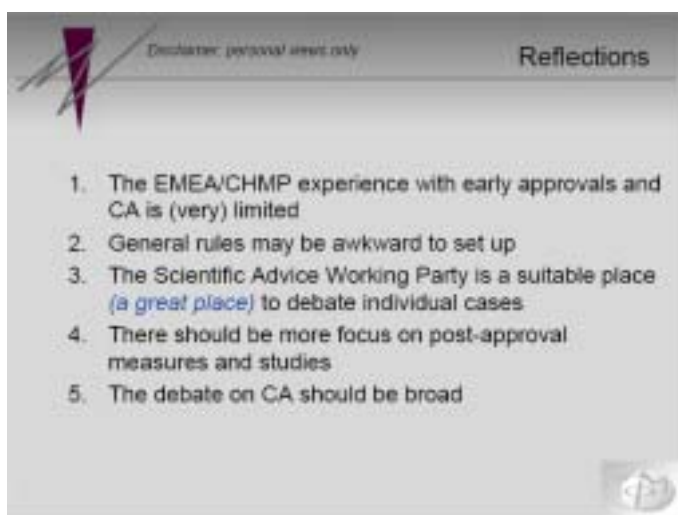 Disclaimer: personal views only
Reflections
1. The EMEA/CHMP experience with early approvals and
CA is (very) limited
2. General rules may be awkward to set up
3. The Scientific Advice Working Party is a suitable place
(a great place) to debate individual cases
4. There should be more focus on post-approval
measures and studies
5. The debate on CA should be broad